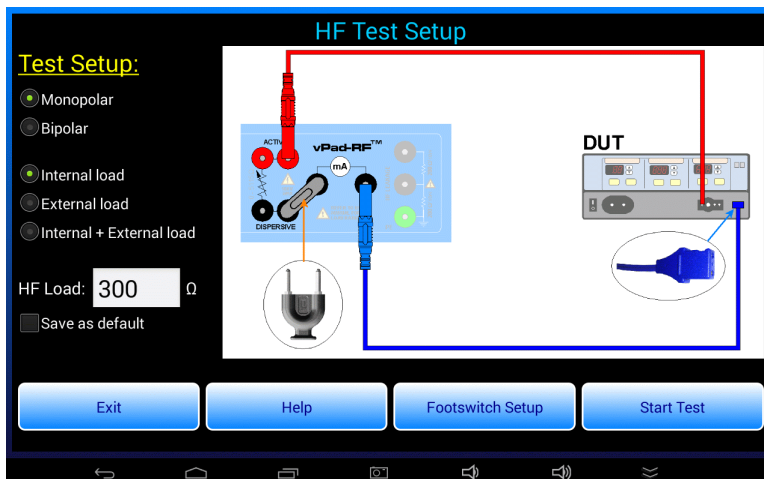 HF Test Setup
Test Setup:
Monopolar
Bipolar
Internal load
External load
Internal + External load
HF Load: 300 Ω
Save as default
vPad-RF™
mA
DISPERSIVE
DUT
Exit
Help
Footswitch Setup
Start Test